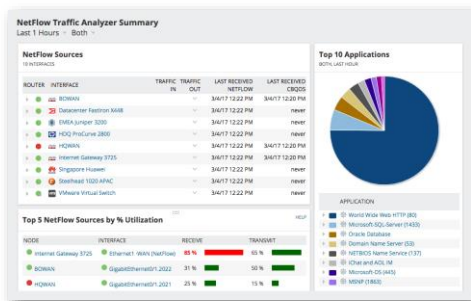 NetFlow Traffic Analyzer Summary
Last 1 Hours Both
NetFlow Sources
10 INTERFACES
ROUTER INTERFACE TRAFFIC IN TRAFFIC OUT LAST RECEIVED NETFLOW LAST RECEIVED CBQOS
BOWAN 3/4/17 12:22 PM 3/4/17 12:20 PM
Datacenter Fastiron X448 3/4/17 12:22 PM never
EMEA Juniper 3200 3/4/17 12:22 PM never
HDQ ProCurve 2800 3/4/17 12:22 PM never
HQWAN 3/4/17 12:22 PM 3/4/17 12:20 PM
Internet Gateway 3725 3/4/17 12:22 PM 3/4/17 12:20 PM
Singapore Huawei 3/4/17 12:22 PM never
Steelhead 1020 APAC 3/4/17 12:22 PM never
VMware Virtual Switch 3/4/17 12:22 PM never
Top 5 NetFlow Sources by % Utilization
HELP
NODE INTERFACE RECEIVE TRANSMIT
Internet Gateway 3725 Ethernet1 -WAN (NetFlow) 85 % 65 %
BOWAN GigabitEthernet0/1.2022 31 % 50 %
HQWAN GigabitEthernet0/1.2021 25 % 15 %
Top 10 Applications
BOTH, LAST HOUR
APPLICATION
World Wide Web HTTP (80)
Microsoft-SQL-Server (1433)
Oracle Database
Domain Name Server (53)
NETBIOS Name Service (137)
iChat and AOL IM
Microsoft-DS (445)
MSNP (1863)